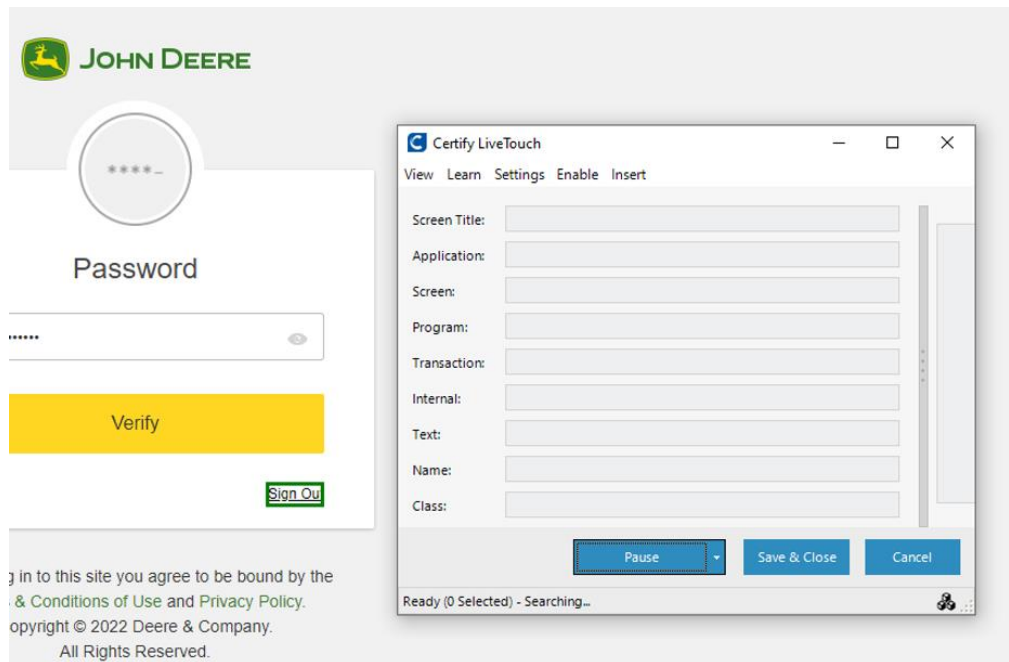 JOHN DEERE
****_
Password
••••••
Verify
Sign Ou
g in to this site you agree to be bound by the
& Conditions of Use and Privacy Policy.
opyright © 2022 Deere & Company.
All Rights Reserved.
Certify LiveTouch
View Learn Settings Enable Insert
Screen Title:
Application:
Screen:
Program:
Transaction:
Internal:
Text:
Name:
Class:
Pause
Save & Close
Cancel
Ready (0 Selected) - Searching...